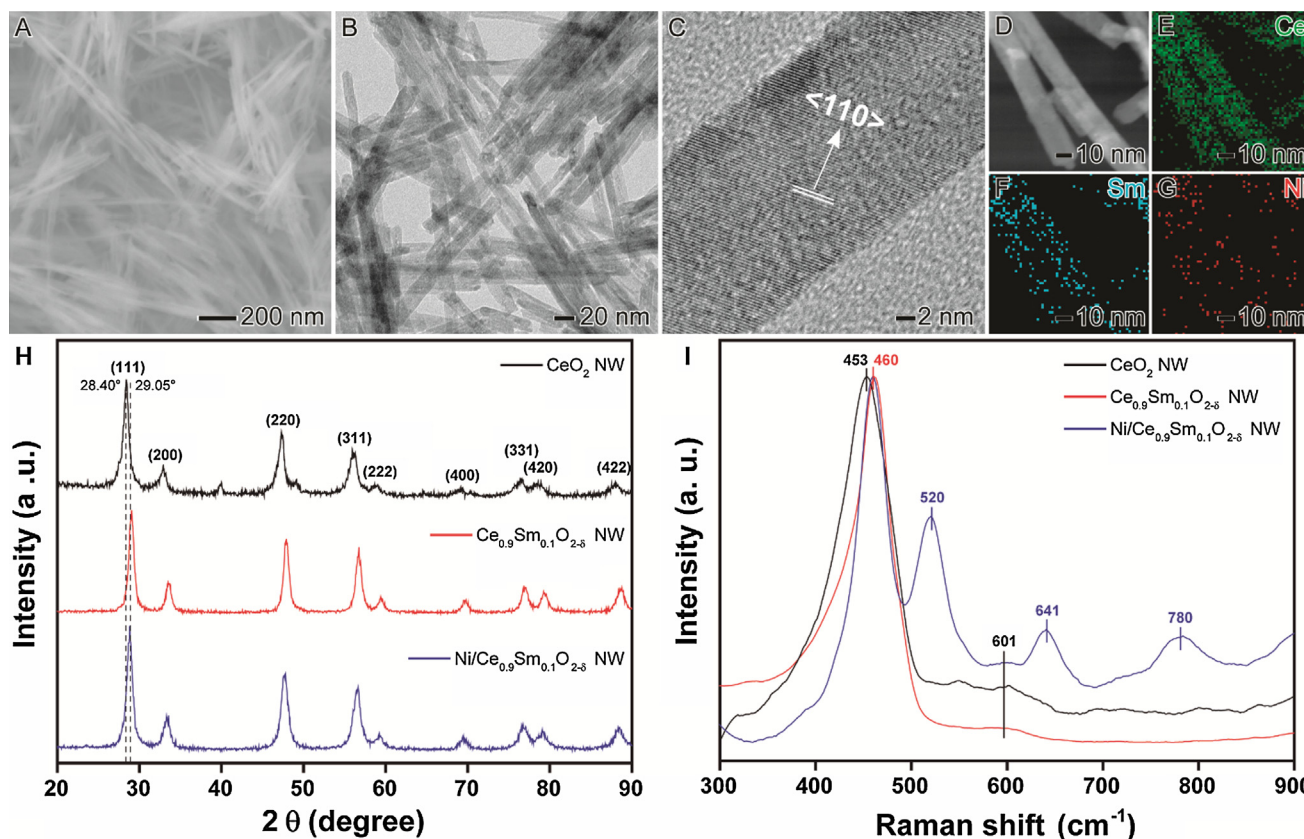 A
200 nm
B
20 nm
C
<110>
2 nm
D
10 nm
E
Ce
10 nm
F
Sm
10 nm
G
Ni
10 nm
H
(111)
28.40° 29.05°
CeO₂ NW
(200)
(220)
(311)
(222)
(400)
(331)
(420)
(422)
Ce₀.₉Sm₀.₁O₂₋δ NW
Ni/Ce₀.₉Sm₀.₁O₂₋δ NW
Intensity (a .u.)
20 30 40 50 60 70 80 90
2 θ (degree)
I
453 460
CeO₂ NW
Ce₀.₉Sm₀.₁O₂₋δ NW
Ni/Ce₀.₉Sm₀.₁O₂₋δ NW
520
601
641
780
Intensity (a. u.)
300 400 500 600 700 800 900
Raman shift (cm⁻¹)